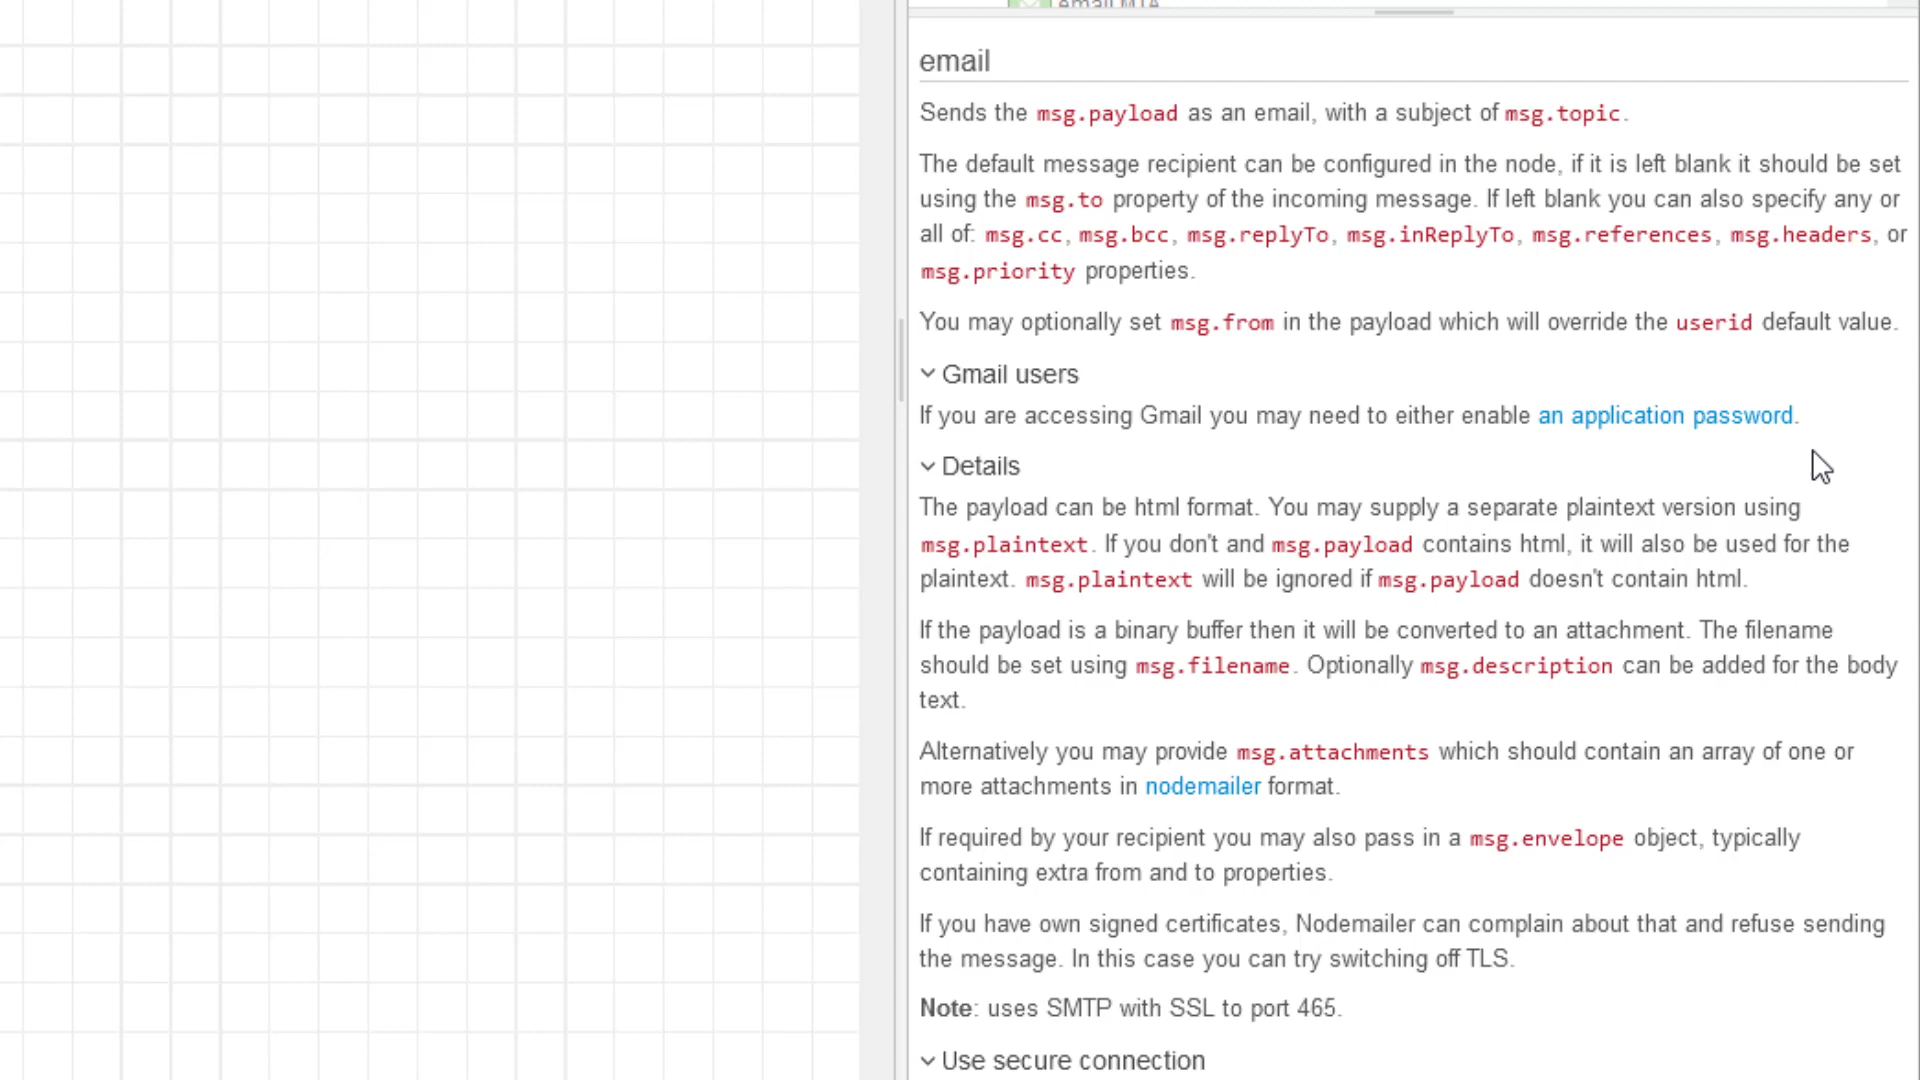 email MTA
email
Sends the msg.payload as an email, with a subject of msg.topic.
The default message recipient can be configured in the node, if it is left blank it should be set
using the msg.to property of the incoming message. If left blank you can also specify any or
all of: msg.cc, msg.bcc, msg.replyTo, msg.inReplyTo, msg.references, msg.headers, or
msg.priority properties.
You may optionally set msg.from in the payload which will override the userid default value.
Gmail users
If you are accessing Gmail you may need to either enable an application password.
Details
The payload can be html format. You may supply a separate plaintext version using
msg.plaintext. If you don't and msg.payload contains html, it will also be used for the
plaintext. msg.plaintext will be ignored if msg.payload doesn't contain html.
If the payload is a binary buffer then it will be converted to an attachment. The filename
should be set using msg.filename. Optionally msg.description can be added for the body
text.
Alternatively you may provide msg.attachments which should contain an array of one or
more attachments in nodemailer format.
If required by your recipient you may also pass in a msg.envelope object, typically
containing extra from and to properties.
If you have own signed certificates, Nodemailer can complain about that and refuse sending
the message. In this case you can try switching off TLS.
Note: uses SMTP with SSL to port 465.
Use secure connection